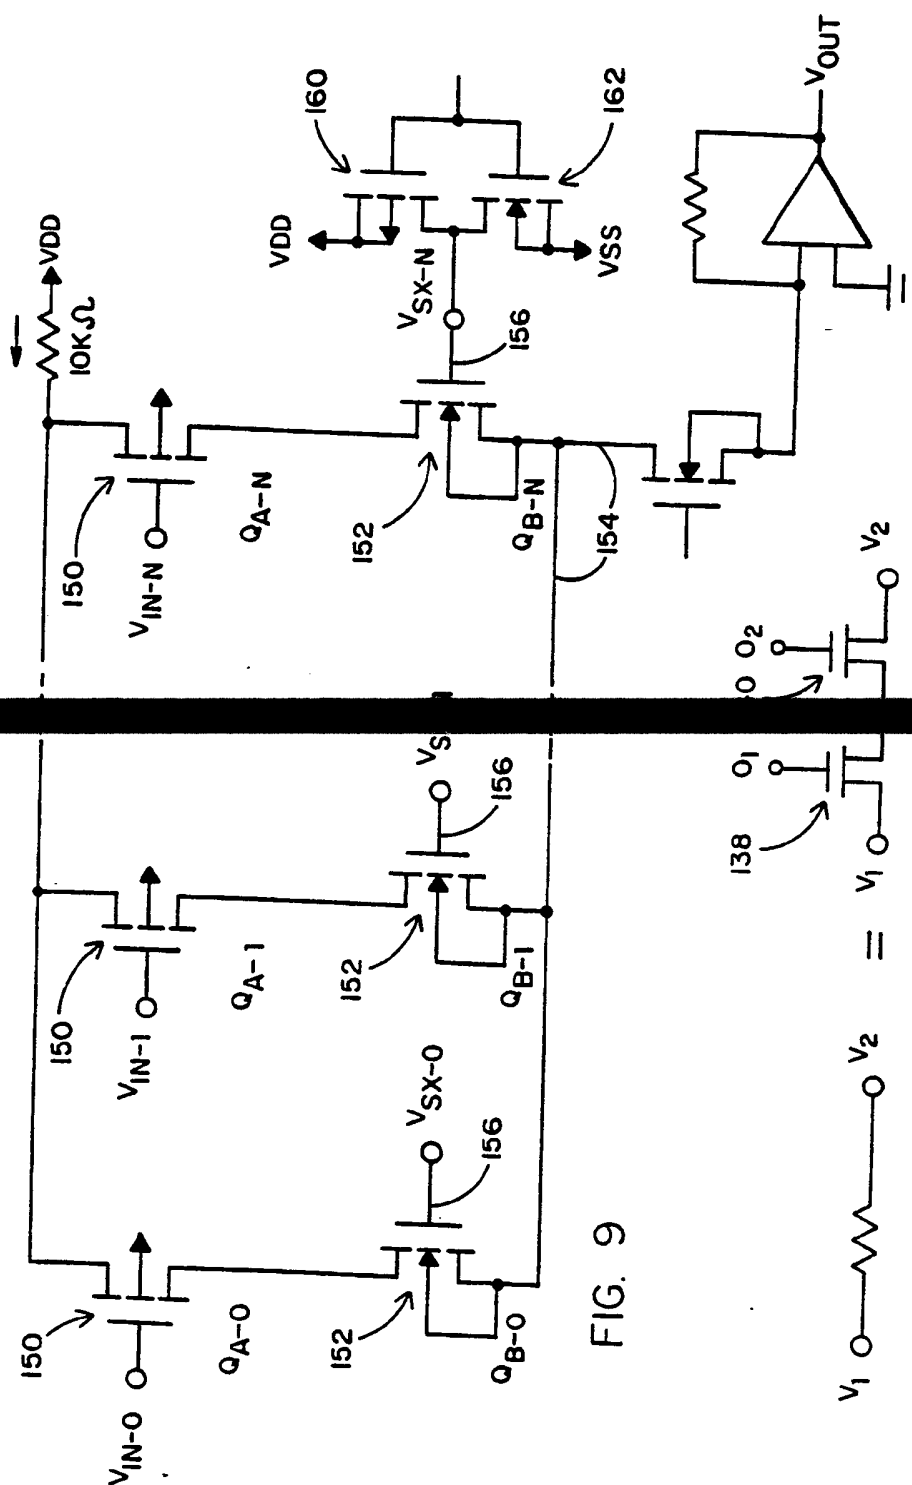 VDD
10KΩ
VDD
160
162
VSS
VSX-N
156
150
VIN-N
QA-N
152
QB-N
154
VOUT
150
VIN-1
QA-1
152
QB-1
156
VS
150
VIN-0
QA-0
152
QB-0
156
VSX-0
FIG. 9
V1
V2
=
V1
138
O1
O2
V2